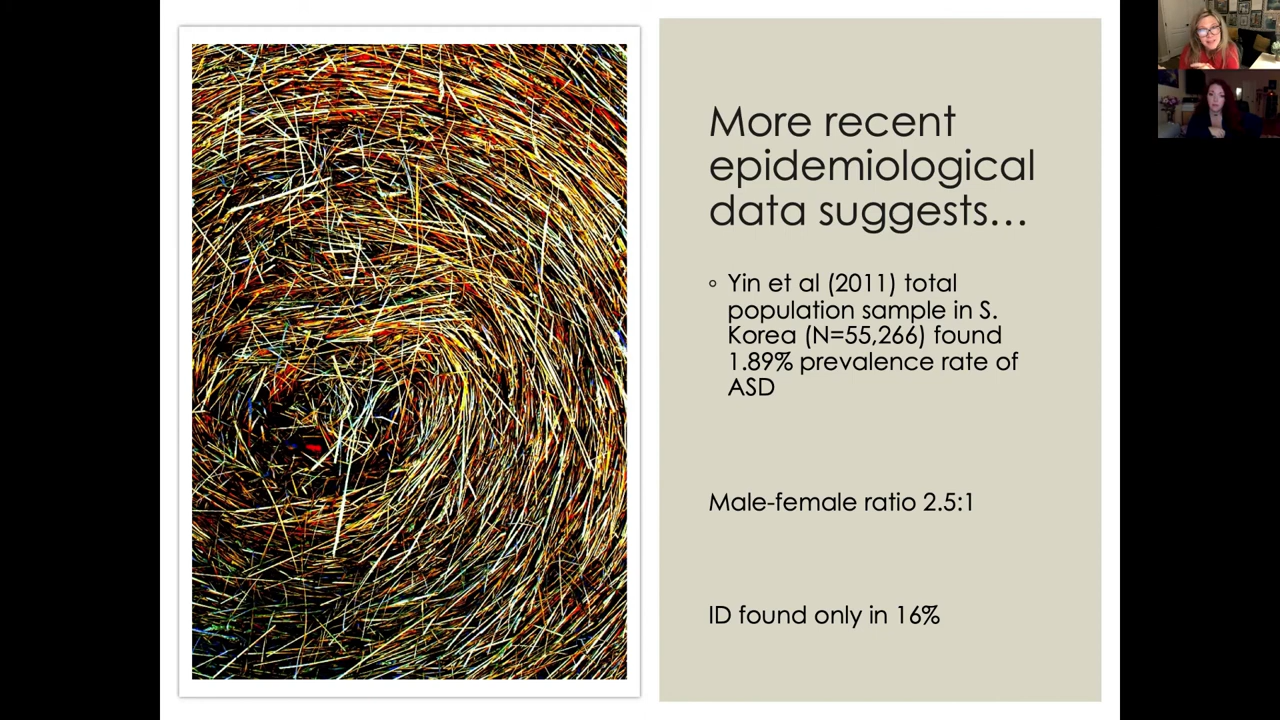 More recent
epidemiological
data suggests…
◦ Yin et al (2011) total
population sample in S.
Korea (N=55,266) found
1.89% prevalence rate of
ASD
Male-female ratio 2.5:1
ID found only in 16%